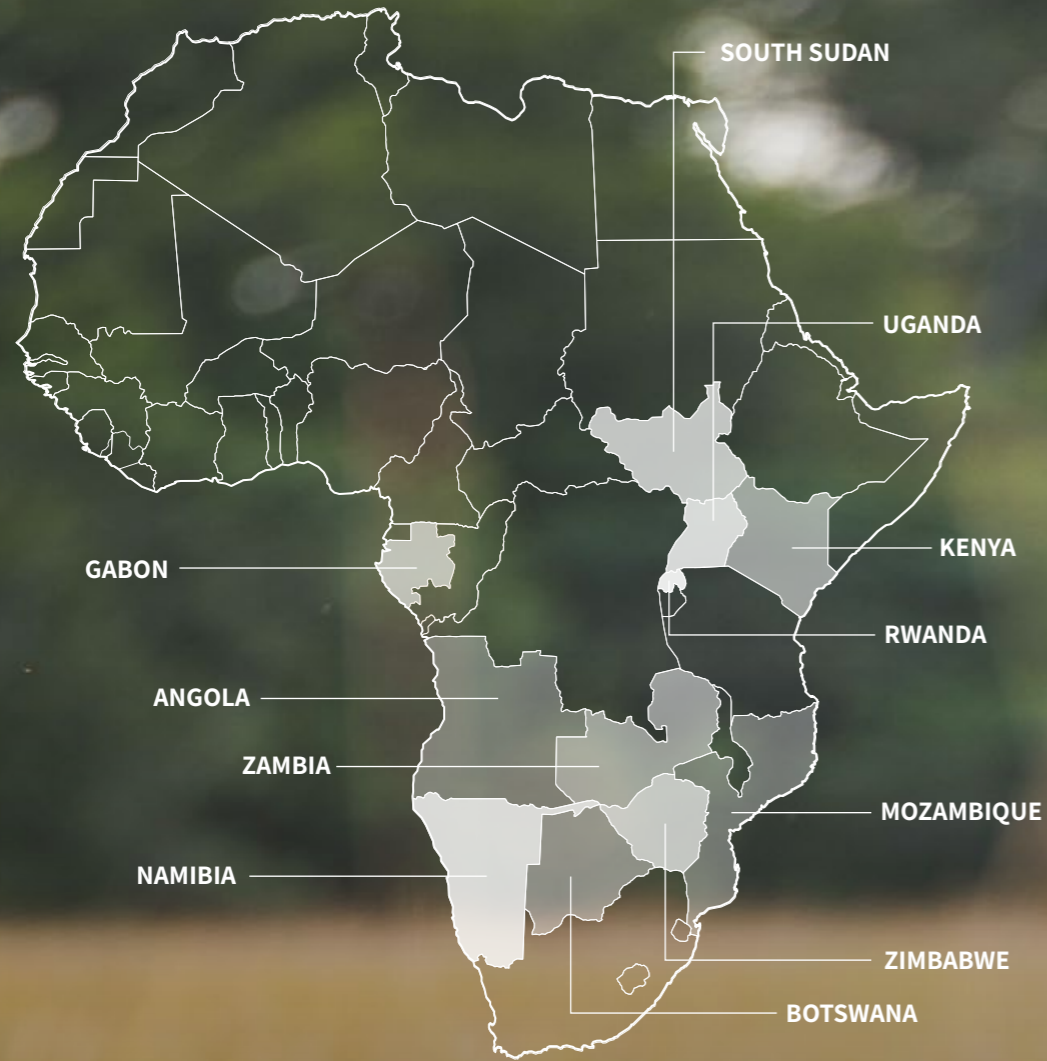 SOUTH SUDAN
UGANDA
KENYA
GABON
RWANDA
ANGOLA
ZAMBIA
MOZAMBIQUE
NAMIBIA
ZIMBABWE
BOTSWANA